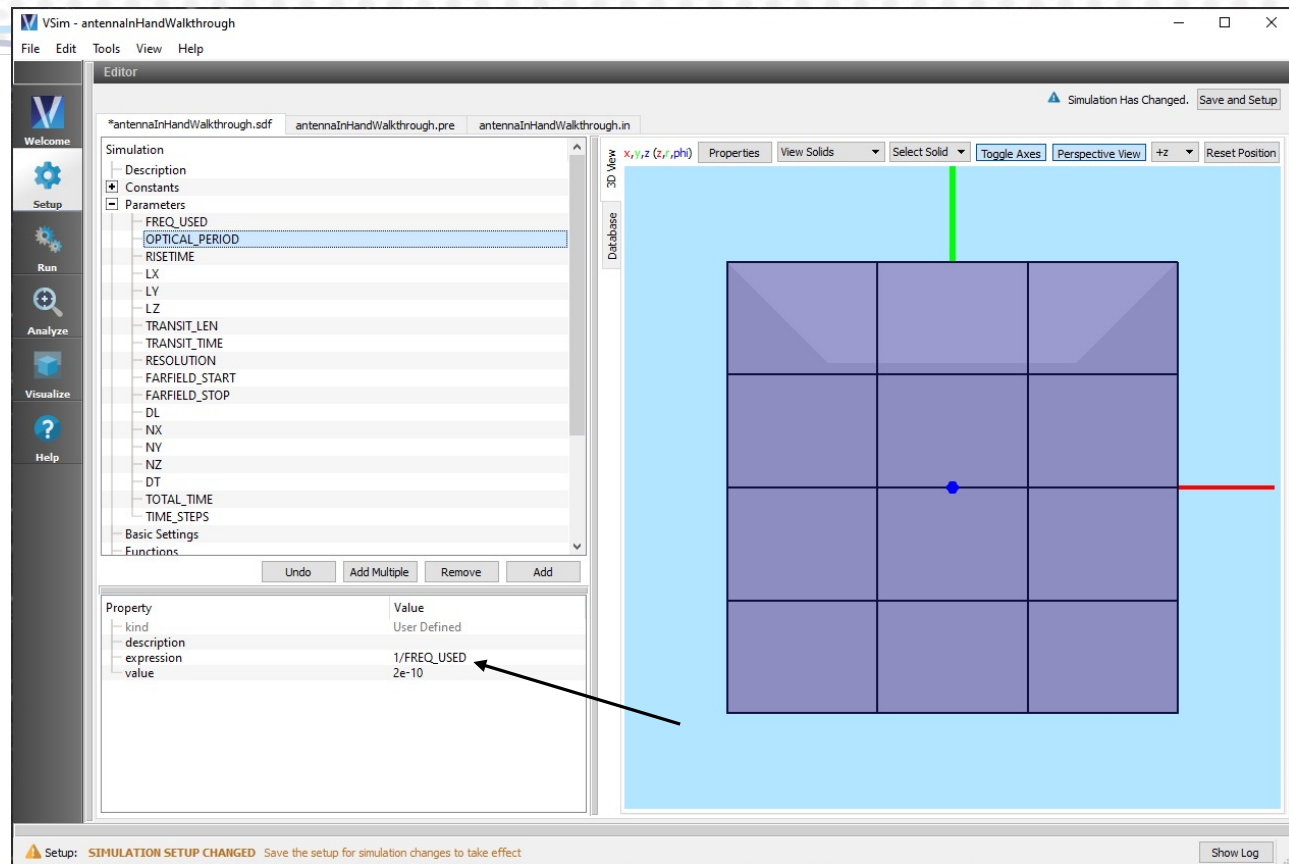 VSim - antennaInHandWalkthrough
File Edit Tools View Help
Editor
Simulation Has Changed. Save and Setup
*antennaInHandWalkthrough.sdf antennaInHandWalkthrough.pre antennaInHandWalkthrough.in
Welcome
Setup
Run
Analyze
Visualize
Help
Simulation
Description
Constants
Parameters
FREQ_USED
OPTICAL_PERIOD
RISETIME
LX
LY
LZ
TRANSIT_LEN
TRANSIT_TIME
RESOLUTION
FARFIELD_START
FARFIELD_STOP
DL
NX
NY
NZ
DT
TOTAL_TIME
TIME_STEPS
Basic Settings
Functions
Undo Add Multiple Remove Add
Property Value
kind User Defined
description
expression 1/FREQ_USED
value 2e-10
3D View
Database
x,y,z (z,r,phi) Properties View Solids Select Solid Toggle Axes Perspective View +z Reset Position
Setup: SIMULATION SETUP CHANGED Save the setup for simulation changes to take effect
Show Log